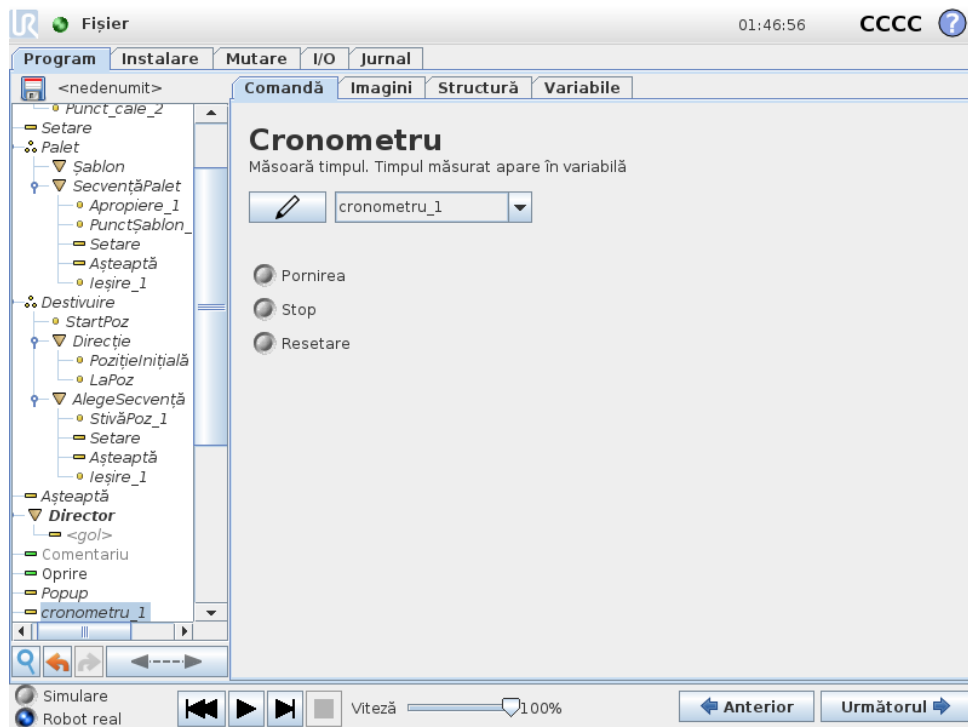 UR Fișier 01:46:56 CCCC ?
Program Instalare Mutare I/O Jurnal
<nedenumit>
Comandă Imagini Structură Variabile
Punct_cale_2
Setare
Palet
Șablon
SecvențăPalet
Apropiere_1
PunctȘablon_
Setare
Așteaptă
Ieșire_1
Destivuire
StartPoz
Direcție
PozițieInițială
LaPoz
AlegeSecvență
StivăPoz_1
Setare
Așteaptă
Ieșire_1
Așteaptă
Director
<gol>
Comentariu
Oprire
Popup
cronometru_1
Cronometru
Măsoară timpul. Timpul măsurat apare în variabilă
cronometru_1
Pornirea
Stop
Resetare
Simulare
Robot real
Viteză 100%
Anterior Următorul